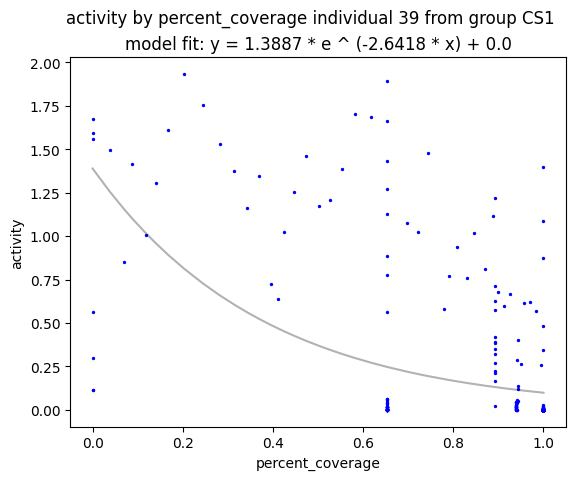 activity by percent_coverage individual 39 from group CS1
model fit: y = 1.3887 * e ^ (-2.6418 * x) + 0.0
2.00
1.75
1.50
1.25
1.00
0.75
0.50
0.25
0.00
activity
0.0 0.2 0.4 0.6 0.8 1.0
percent_coverage